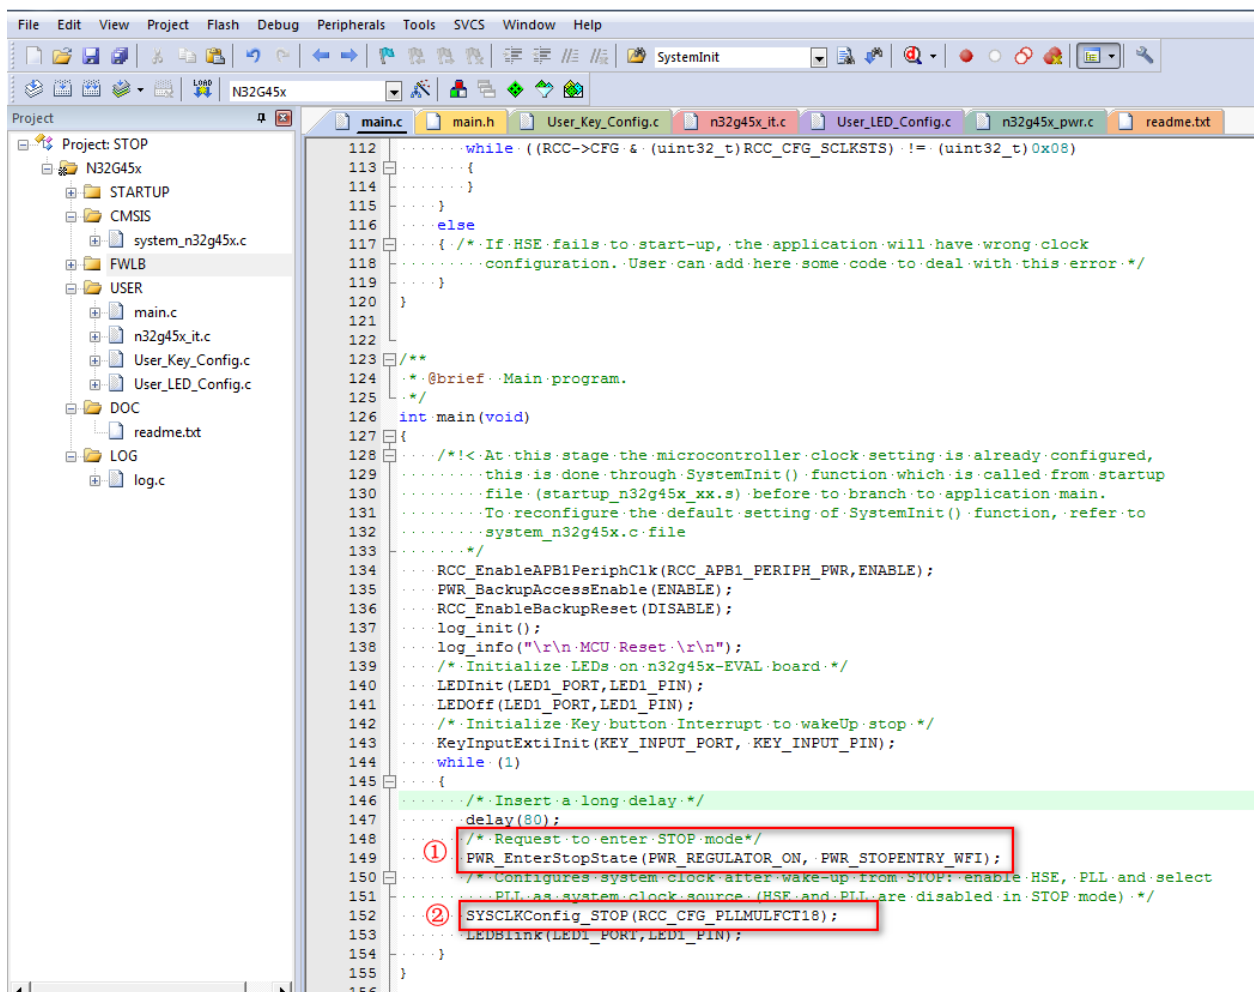 File Edit View Project Flash Debug Peripherals Tools SVCS Window Help
SystemInit
LOAD N32G45x
Project
main.c main.h User_Key_Config.c n32g45x_it.c User_LED_Config.c n32g45x_pwr.c readme.txt
Project: STOP
N32G45x
STARTUP
CMSIS
system_n32g45x.c
FWLB
USER
main.c
n32g45x_it.c
User_Key_Config.c
User_LED_Config.c
DOC
readme.txt
LOG
log.c
112 while ((RCC->CFG & (uint32_t)RCC_CFG_SCLKSTS) != (uint32_t)0x08)
113 {
114 }
115 }
116 else
117 { /* If HSE fails to start-up, the application will have wrong clock
118 configuration. User can add here some code to deal with this error */
119 }
120 }
121
122
123 /**
124 * @brief Main program.
125 */
126 int main(void)
127 {
128 /*!< At this stage the microcontroller clock setting is already configured,
129 this is done through SystemInit() function which is called from startup
130 file (startup_n32g45x_xx.s) before to branch to application main.
131 To reconfigure the default setting of SystemInit() function, refer to
132 system_n32g45x.c file
133 */
134 RCC_EnableAPB1PeriphClk(RCC_APB1_PERIPH_PWR,ENABLE);
135 PWR_BackupAccessEnable(ENABLE);
136 RCC_EnableBackupReset(DISABLE);
137 log_init();
138 log_info("\r\n MCU Reset \r\n");
139 /* Initialize LEDs on n32g45x-EVAL board */
140 LEDInit(LED1_PORT,LED1_PIN);
141 LEDOff(LED1_PORT,LED1_PIN);
142 /* Initialize Key button Interrupt to wakeUp stop */
143 KeyInputExtiInit(KEY_INPUT_PORT, KEY_INPUT_PIN);
144 while (1)
145 {
146 /* Insert a long delay */
147 delay(80);
148 /* Request to enter STOP mode*/
① 149 PWR_EnterStopState(PWR_REGULATOR_ON, PWR_STOPENTRY_WFI);
150 /* Configures system clock after wake-up from STOP: enable HSE, PLL and select
151 PLL as system clock source (HSE and PLL are disabled in STOP mode) */
② 152 SYSCLKConfig_STOP(RCC_CFG_PLLMULFCT18);
153 LEDBlink(LED1_PORT,LED1_PIN);
154 }
155 }
156